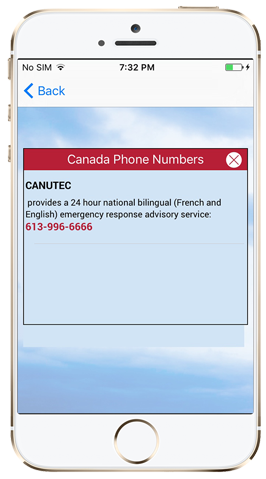 No SIM 7:32 PM
Back
Canada Phone Numbers
CANUTEC
provides a 24 hour national bilingual (French and
English) emergency response advisory service:
613-996-6666